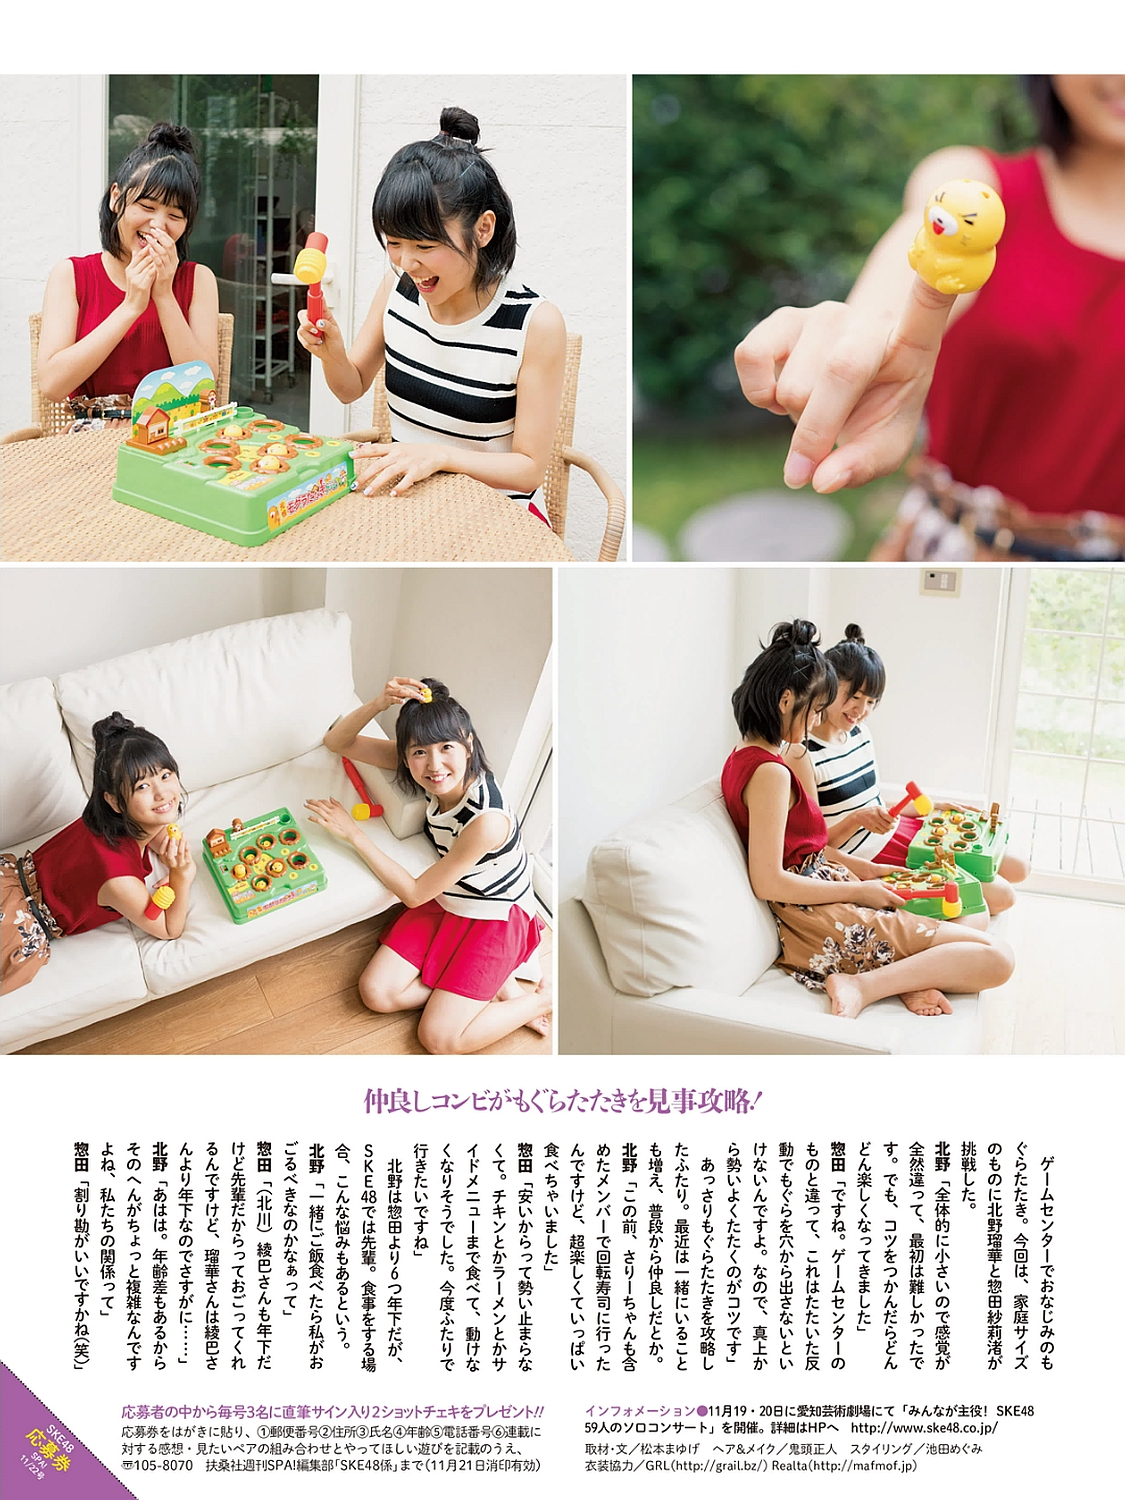 モグラたたき
仲良しコンビがもぐらたたきを見事攻略!
ゲームセンターでおなじみのも
ぐらたたき。今回は、家庭サイズ
のものに北野瑠華と惣田紗莉渚が
挑戦した。
北野「全体的に小さいので感覚が
全然違って、最初は難しかったで
す。でも、コツをつかんだらどん
どん楽しくなってきました」
惣田「ですね。ゲームセンターの
ものと違って、これはたたいた反
動でもぐらを穴から出さないとい
けないんですよ。なので、真上か
ら勢いよくたたくのがコツです」
あっさりもぐらたたきを攻略し
たふたり。最近は一緒にいること
も増え、普段から仲良しだとか。
北野「この前、さりーちゃんも含
めたメンバーで回転寿司に行った
んですけど、超楽しくていっぱい
食べちゃいました」
惣田「安いからって勢い止まらな
くて。チキンとかラーメンとかサ
イドメニューまで食べて、動けな
くなりそうでした。今度ふたりで
行きたいですね」
北野は惣田より6つ年下だが、
SKE48では先輩。食事をする場
合、こんな悩みもあるという。
北野「一緒にご飯食べたら私がお
ごるべきなのかなぁって」
惣田「(北川)綾巴さんも年下だ
けど先輩だからっておごってくれ
るんですけど、瑠華さんは綾巴さ
んより年下なのでさすがに……」
北野「あはは。年齢差もあるから
そのへんがちょっと複雑なんです
よね、私たちの関係って」
惣田「割り勘がいいですかね(笑)」
SKE48
応募券
SPA!
11/22号
応募者の中から毎号3名に直筆サイン入り2ショットチェキをプレゼント!!
応募券をはがきに貼り、①郵便番号②住所③氏名④年齢⑤電話番号⑥連載に
対する感想・見たいペアの組み合わせとやってほしい遊びを記載のうえ、
〒105-8070 扶桑社週刊SPA!編集部「SKE48係」まで(11月21日消印有効)
インフォメーション●11月19・20日に愛知芸術劇場にて「みんなが主役! SKE48
59人のソロコンサート」を開催。詳細はHPへ http://www.ske48.co.jp/
取材・文/松本まゆげ ヘア&メイク/鬼頭正人 スタイリング/池田めぐみ
衣装協力/GRL(http://grail.bz/) Realta(http://mafmof.jp)